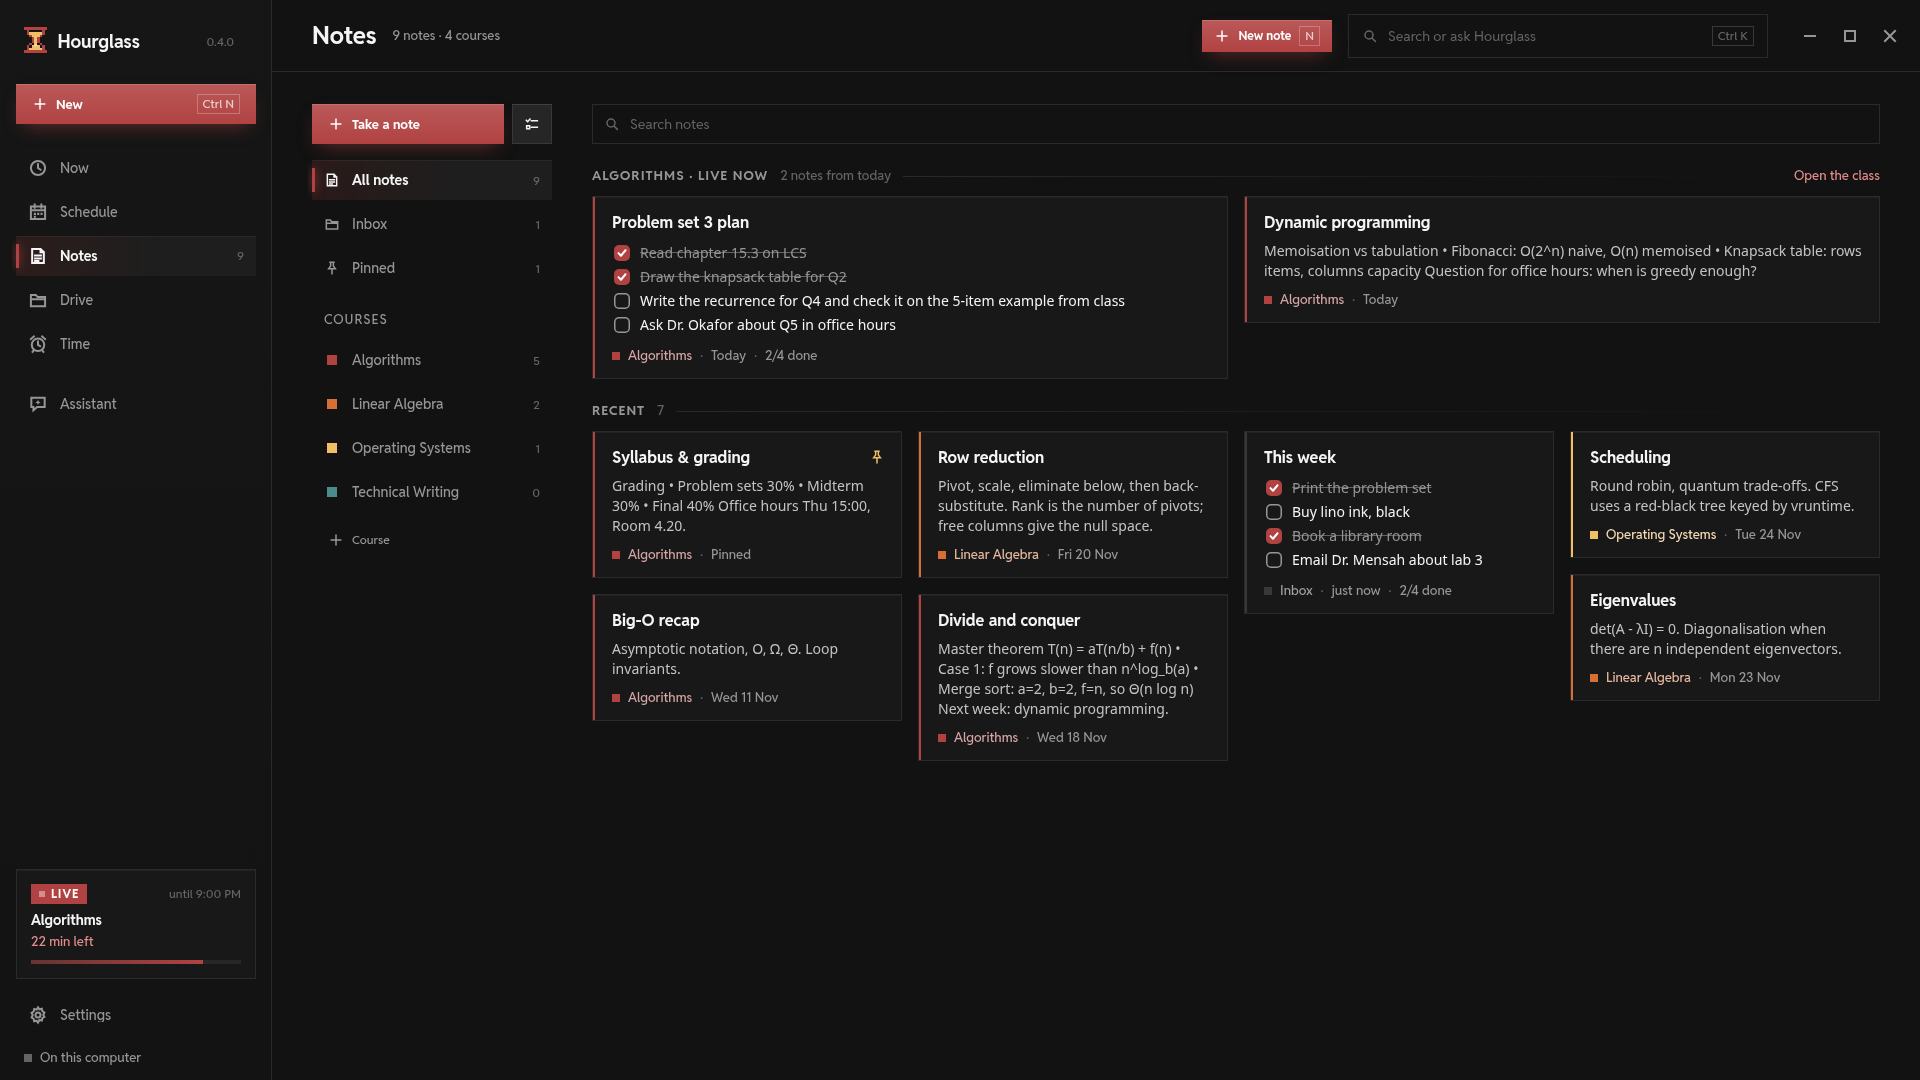 Hourglass 0.4.0
New Ctrl N
Now
Schedule
Notes 9
Drive
Time
Assistant
LIVE until 9:00 PM
Algorithms
22 min left
Settings
On this computer
Notes 9 notes · 4 courses
New note N
Search or ask Hourglass Ctrl K
Take a note
All notes 9
Inbox 1
Pinned 1
COURSES
Algorithms 5
Linear Algebra 2
Operating Systems 1
Technical Writing 0
Course
Search notes
ALGORITHMS · LIVE NOW 2 notes from today
Open the class
Problem set 3 plan
Read chapter 15.3 on LCS
Draw the knapsack table for Q2
Write the recurrence for Q4 and check it on the 5-item example from class
Ask Dr. Okafor about Q5 in office hours
Algorithms · Today · 2/4 done
Dynamic programming
Memoisation vs tabulation • Fibonacci: O(2^n) naive, O(n) memoised • Knapsack table: rows
items, columns capacity Question for office hours: when is greedy enough?
Algorithms · Today
RECENT 7
Syllabus & grading
Grading • Problem sets 30% • Midterm
30% • Final 40% Office hours Thu 15:00,
Room 4.20.
Algorithms · Pinned
Row reduction
Pivot, scale, eliminate below, then back-
substitute. Rank is the number of pivots;
free columns give the null space.
Linear Algebra · Fri 20 Nov
This week
Print the problem set
Buy lino ink, black
Book a library room
Email Dr. Mensah about lab 3
Inbox · just now · 2/4 done
Scheduling
Round robin, quantum trade-offs. CFS
uses a red-black tree keyed by vruntime.
Operating Systems · Tue 24 Nov
Big-O recap
Asymptotic notation, O, Ω, Θ. Loop
invariants.
Algorithms · Wed 11 Nov
Divide and conquer
Master theorem T(n) = aT(n/b) + f(n) •
Case 1: f grows slower than n^log_b(a) •
Merge sort: a=2, b=2, f=n, so Θ(n log n)
Next week: dynamic programming.
Algorithms · Wed 18 Nov
Eigenvalues
det(A - λI) = 0. Diagonalisation when
there are n independent eigenvectors.
Linear Algebra · Mon 23 Nov